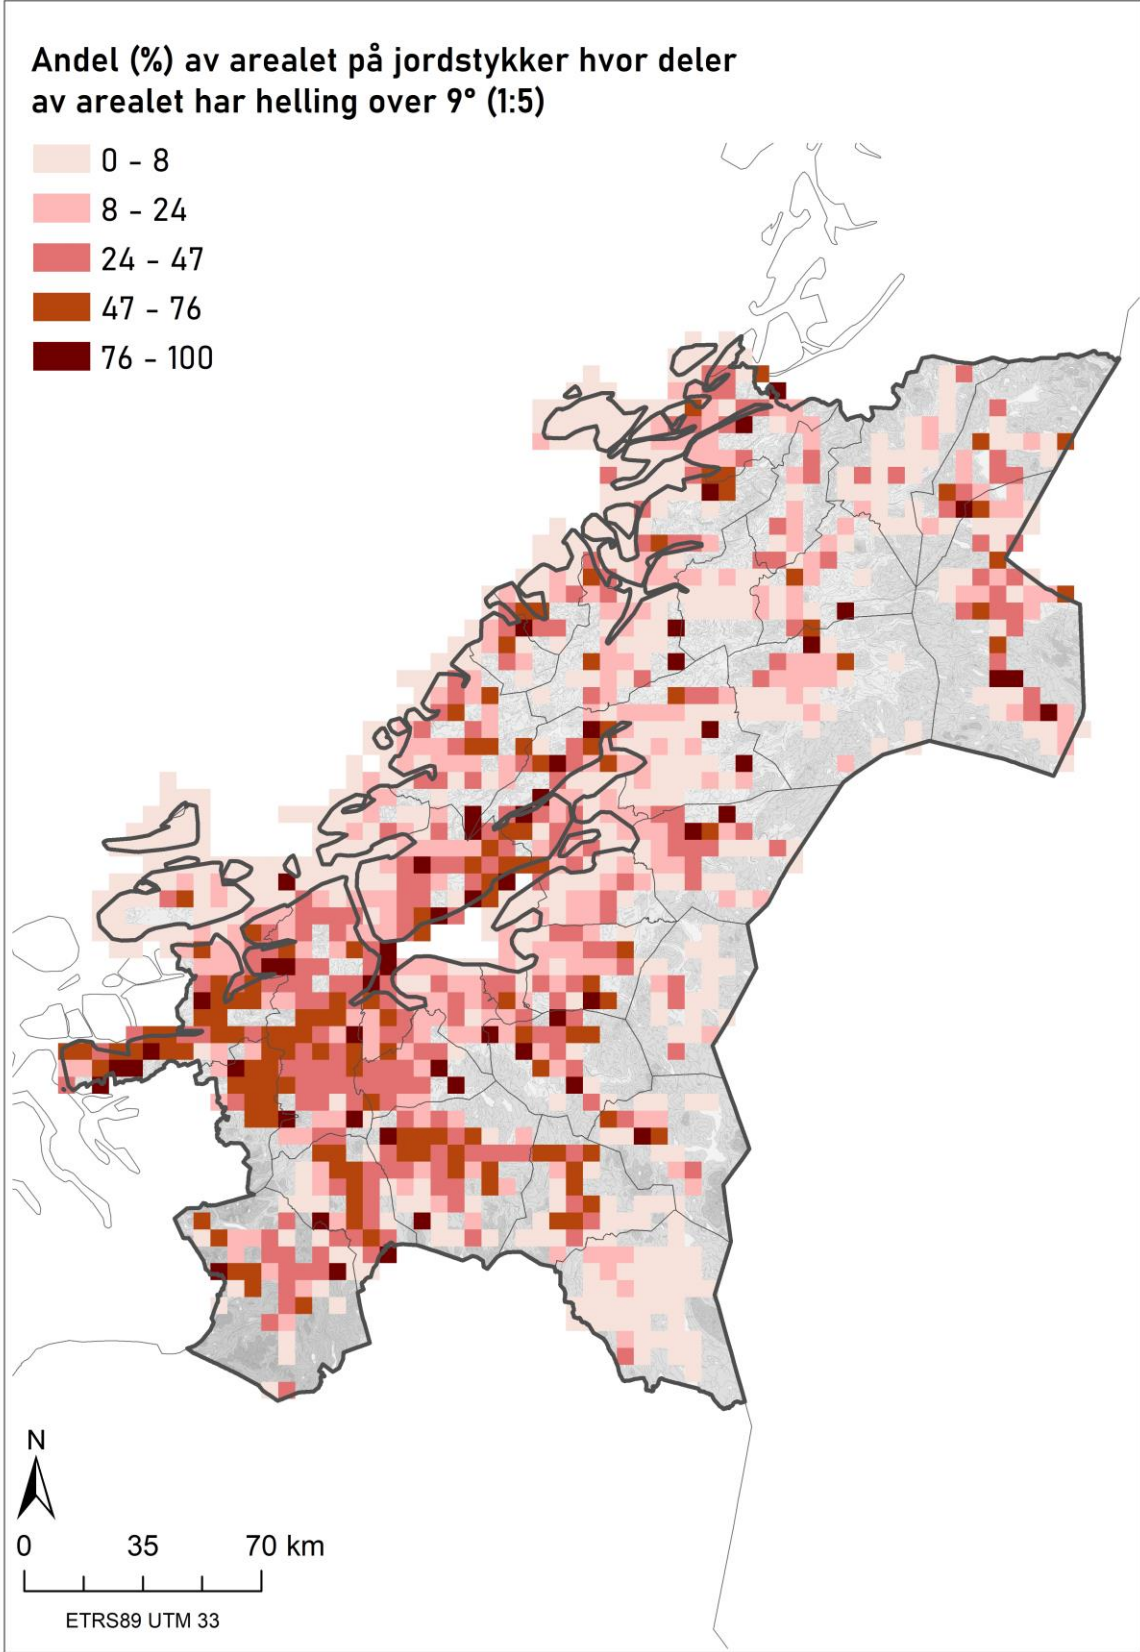 Andel (%) av arealet på jordstykker hvor deler
av arealet har helling over 9° (1:5)
0 - 8
8 - 24
24 - 47
47 - 76
76 - 100
N
0 35 70 km
ETRS89 UTM 33